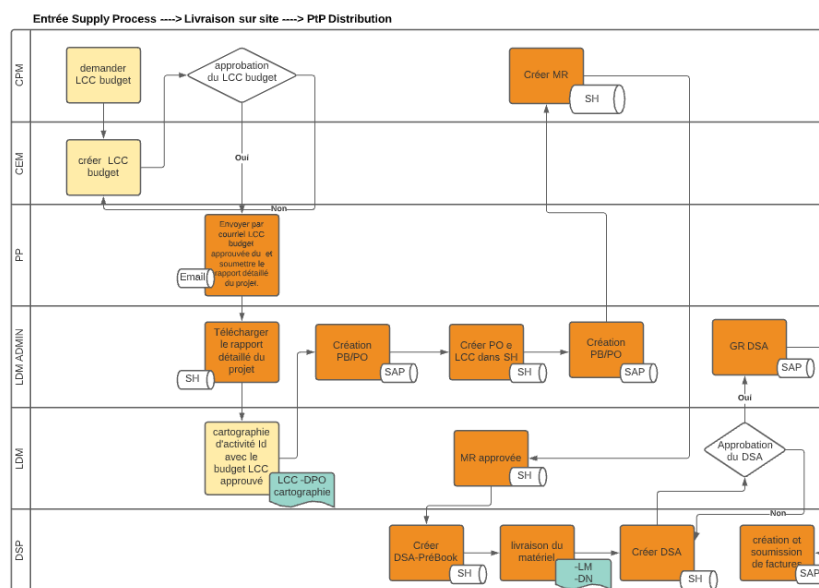 Entrée Supply Process ----> Livraison sur site ----> PtP Distribution
CPM
demander
LCC budget
approbation
du LCC budget
Créer MR
SH
CEM
créer LCC
budget
Oui
Non
PP
Envoyer par
courriel LCC
budget
approuvée du et
soumettre le
rapport détaillé
du projet.
Email
LDM ADMIN
Télécharger
le rapport
détaillé du
projet
SH
Création
PB/PO
SAP
Créer PO e
LCC dans SH
SH
Création
PB/PO
SAP
GR DSA
SAP
Oui
LDM
cartographie
d'activité Id
avec le
budget LCC
approuvé
LCC -DPO
cartographie
MR approvée
SH
Approbation
du DSA
Non
DSP
Créer
DSA-PréBook
SH
livraison du
matériel
-LM
-DN
Créer DSA
SH
création et
soumission
de factures
SAP